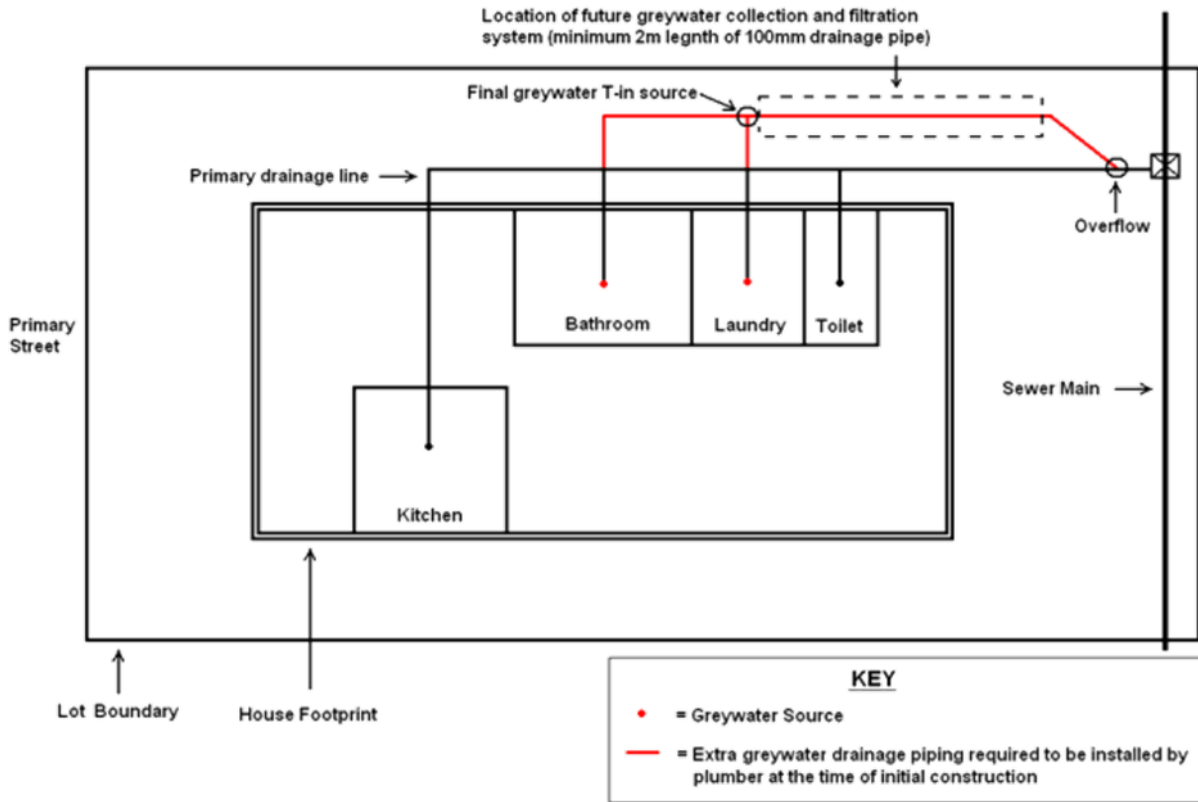 Location of future greywater collection and filtration
system (minimum 2m legnth of 100mm drainage pipe)
Final greywater T-in source
Primary drainage line
Overflow
Bathroom
Laundry
Toilet
Primary
Street
Sewer Main
Kitchen
Lot Boundary
House Footprint
KEY
= Greywater Source
= Extra greywater drainage piping required to be installed by
plumber at the time of initial construction